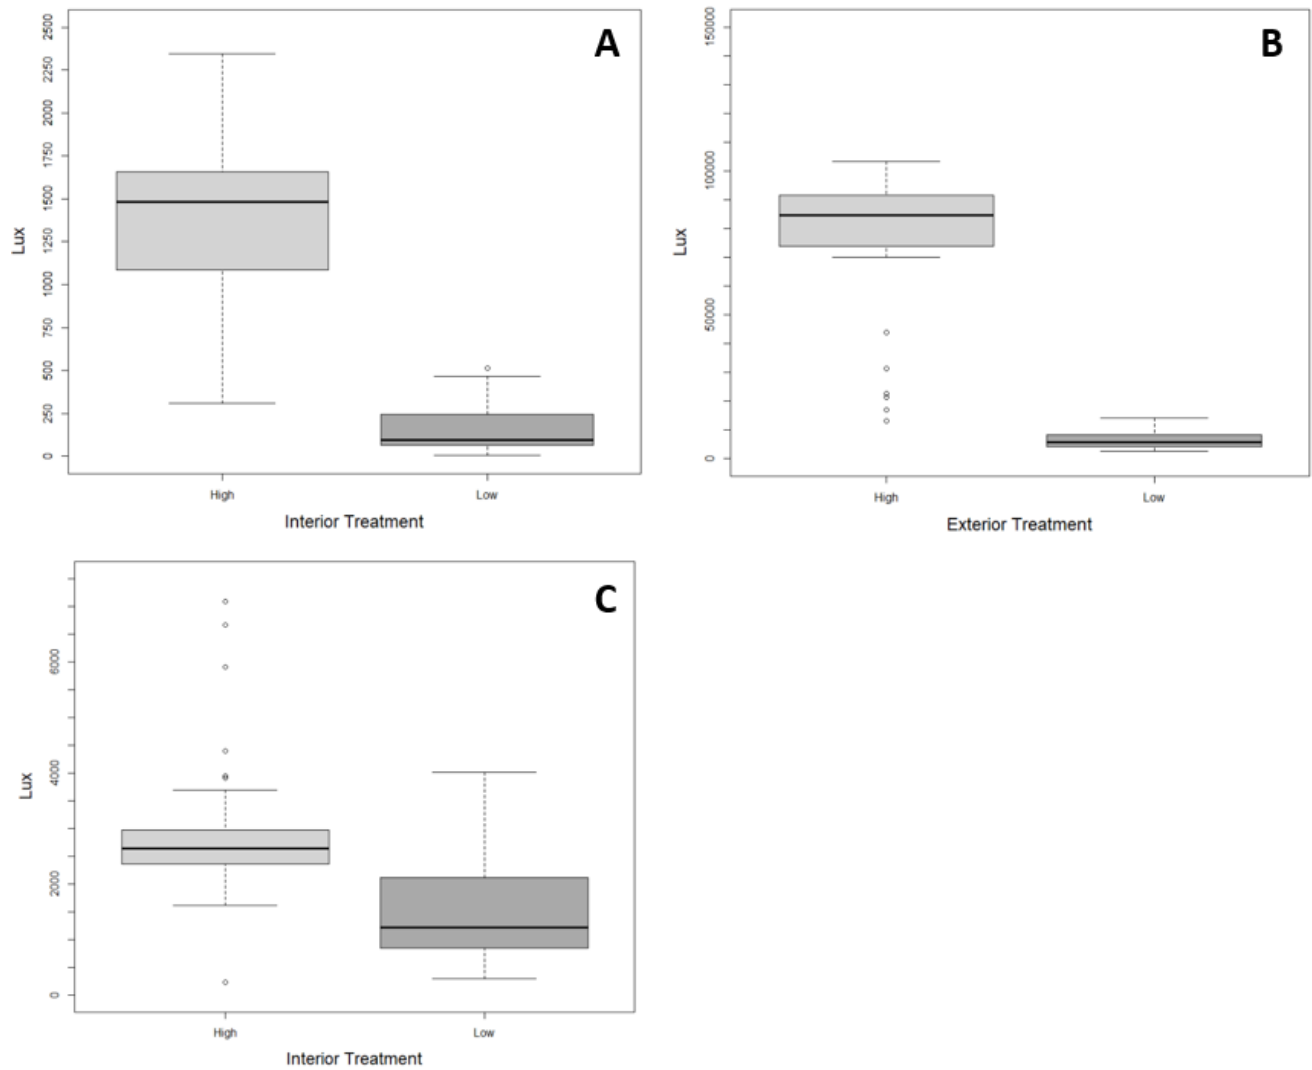 A
2500
2250
2000
1750
1500
1250
1000
750
500
250
0
Lux
High
Low
Interior Treatment
B
150000
100000
50000
0
Lux
High
Low
Exterior Treatment
C
6000
4000
2000
0
Lux
High
Low
Interior Treatment